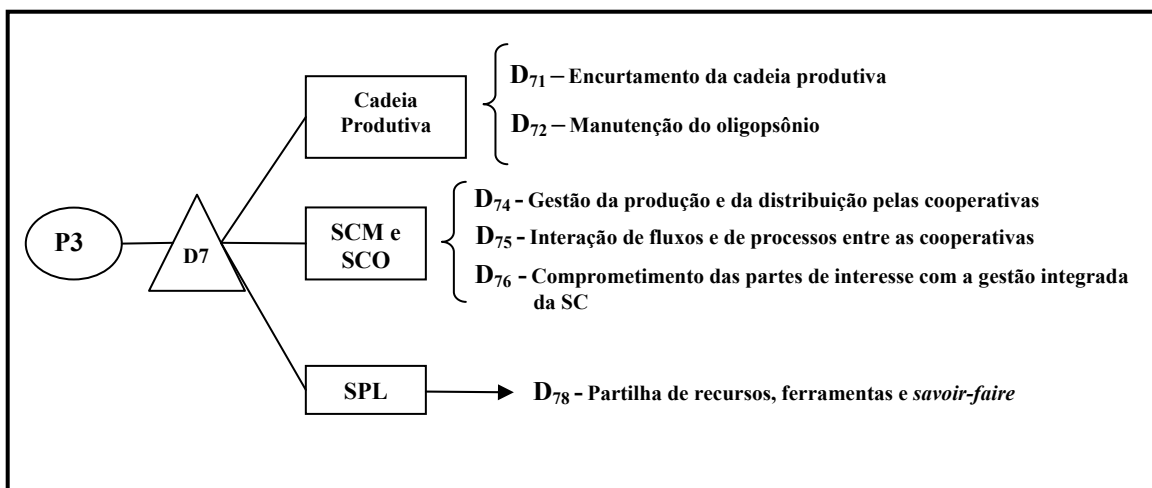 D71 – Encurtamento da cadeia produtiva
Cadeia
Produtiva
D72 – Manutenção do oligopsônio
P3
D7
SCM e
SCO
D74 - Gestão da produção e da distribuição pelas cooperativas
D75 - Interação de fluxos e de processos entre as cooperativas
D76 - Comprometimento das partes de interesse com a gestão integrada
da SC
SPL
D78 - Partilha de recursos, ferramentas e savoir-faire